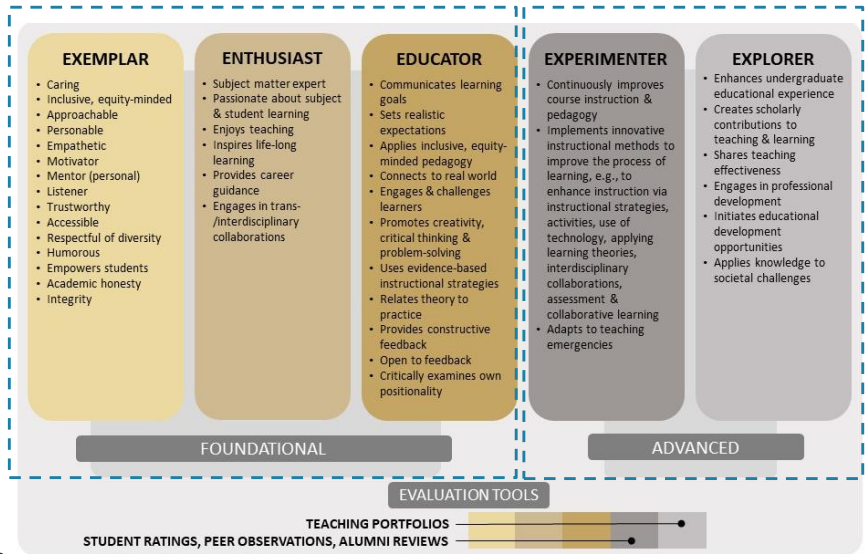 EXEMPLAR
• Caring
• Inclusive, equity-minded
• Approachable
• Personable
• Empathetic
• Motivator
• Mentor (personal)
• Listener
• Trustworthy
• Accessible
• Respectful of diversity
• Humorous
• Empowers students
• Academic honesty
• Integrity
ENTHUSIAST
• Subject matter expert
• Passionate about subject
& student learning
• Enjoys teaching
• Inspires life-long
learning
• Provides career
guidance
• Engages in trans-
/interdisciplinary
collaborations
EDUCATOR
• Communicates learning
goals
• Sets realistic
expectations
• Applies inclusive, equity-
minded pedagogy
• Connects to real world
• Engages & challenges
learners
• Promotes creativity,
critical thinking &
problem-solving
• Uses evidence-based
instructional strategies
• Relates theory to
practice
• Provides constructive
feedback
• Open to feedback
• Critically examines own
positionality
EXPERIMENTER
• Continuously improves
course instruction &
pedagogy
• Implements innovative
instructional methods to
improve the process of
learning, e.g., to
enhance instruction via
instructional strategies,
activities, use of
technology, applying
learning theories,
interdisciplinary
collaborations,
assessment &
collaborative learning
• Adapts to teaching
emergencies
EXPLORER
• Enhances undergraduate
educational experience
• Creates scholarly
contributions to
teaching & learning
• Shares teaching
effectiveness
• Engages in professional
development
• Initiates educational
development
opportunities
• Applies knowledge to
societal challenges
FOUNDATIONAL
ADVANCED
EVALUATION TOOLS
TEACHING PORTFOLIOS
STUDENT RATINGS, PEER OBSERVATIONS, ALUMNI REVIEWS